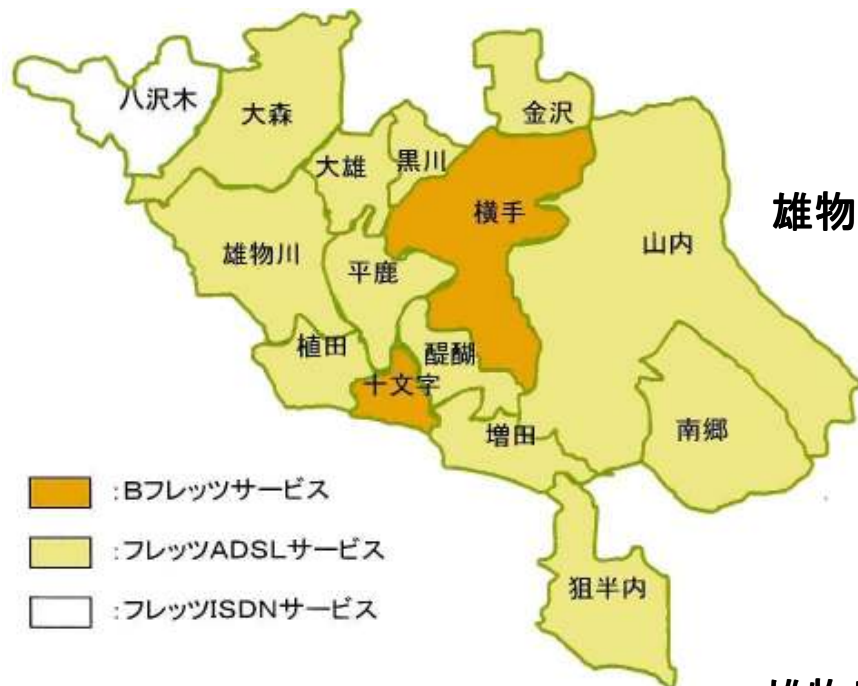 八沢木
大森
金沢
大雄
黒川
横手
雄物
山内
雄物川
平鹿
植田
醍醐
十文字
増田
南郷
:Bフレッツサービス
:フレッツADSLサービス
:フレッツISDNサービス
狙半内